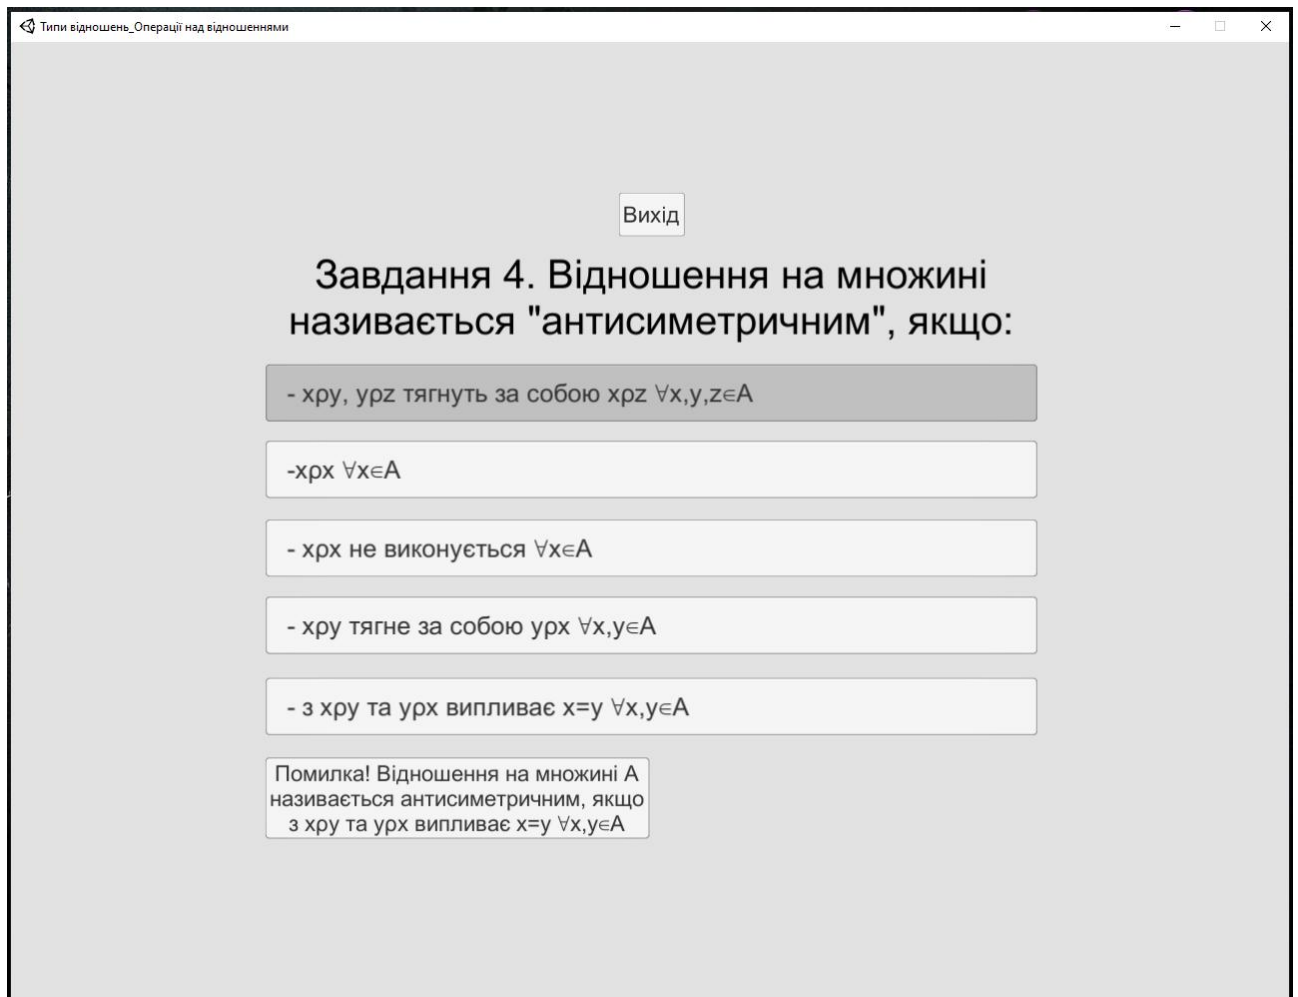 Типи відношень_Операції над відношеннями
Вихід
Завдання 4. Відношення на множині
називається "антисиметричним", якщо:
- xρy, yρz тягнуть за собою xρz ∀x,y,z∈A
-xρx ∀x∈A
- xρx не виконується ∀x∈A
- xρy тягне за собою yρx ∀x,y∈A
- з xρy та yρx випливає x=y ∀x,y∈A
Помилка! Відношення на множині A
називається антисиметричним, якщо
з xρy та yρx випливає x=y ∀x,y∈A